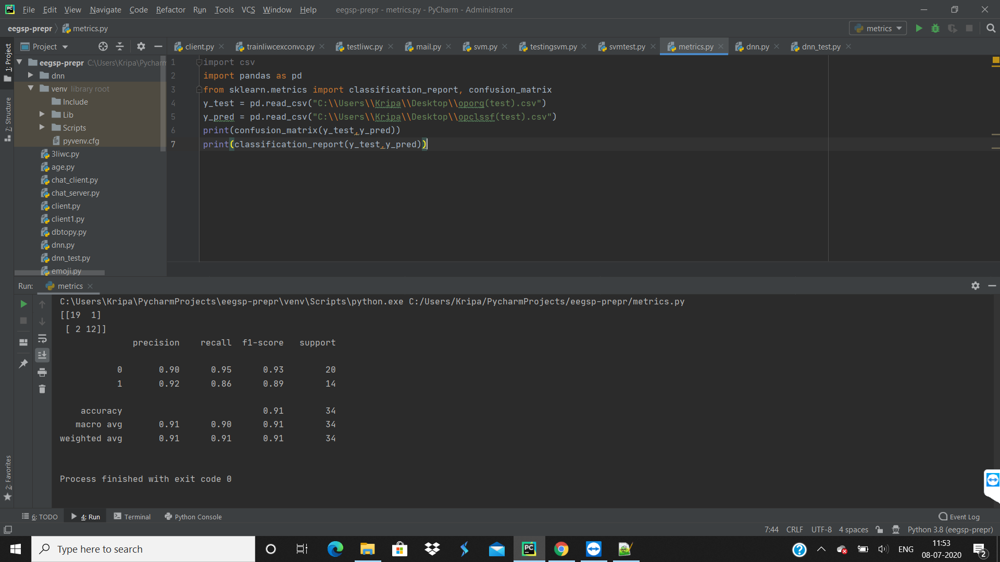 File Edit View Navigate Code Refactor Run Tools VCS Window Help eegsp-prepr - metrics.py - PyCharm - Administrator
eegsp-prepr metrics.py metrics
Project client.py trainliwcexconvo.py testliwc.py mail.py svm.py testingsvm.py svmtest.py metrics.py dnn.py dnn_test.py
1: Project
7: Structure
2: Favorites
eegsp-prepr C:\Users\Kripa\Pycharm
dnn
venv library root
Include
Lib
Scripts
pyvenv.cfg
3liwc.py
age.py
chat_client.py
chat_server.py
client.py
client1.py
dbtopy.py
dnn.py
dnn_test.py
emoji.py
1 import csv
2 import pandas as pd
3 from sklearn.metrics import classification_report, confusion_matrix
4 y_test = pd.read_csv("C:\\Users\\Kripa\\Desktop\\oporg(test).csv")
5 y_pred = pd.read_csv("C:\\Users\\Kripa\\Desktop\\opclssf(test).csv")
6 print(confusion_matrix(y_test,y_pred))
7 print(classification_report(y_test,y_pred))
Run: metrics
C:\Users\Kripa\PycharmProjects\eegsp-prepr\venv\Scripts\python.exe C:/Users/Kripa/PycharmProjects/eegsp-prepr/metrics.py
[[19  1]
 [ 2 12]]
precision recall f1-score support
0 0.90 0.95 0.93 20
1 0.92 0.86 0.89 14
accuracy 0.91 34
macro avg 0.91 0.90 0.91 34
weighted avg 0.91 0.91 0.91 34
Process finished with exit code 0
6: TODO 4: Run Terminal Python Console Event Log
7:44 CRLF UTF-8 4 spaces Python 3.8 (eegsp-prepr)
Type here to search ENG 11:53
08-07-2020 2